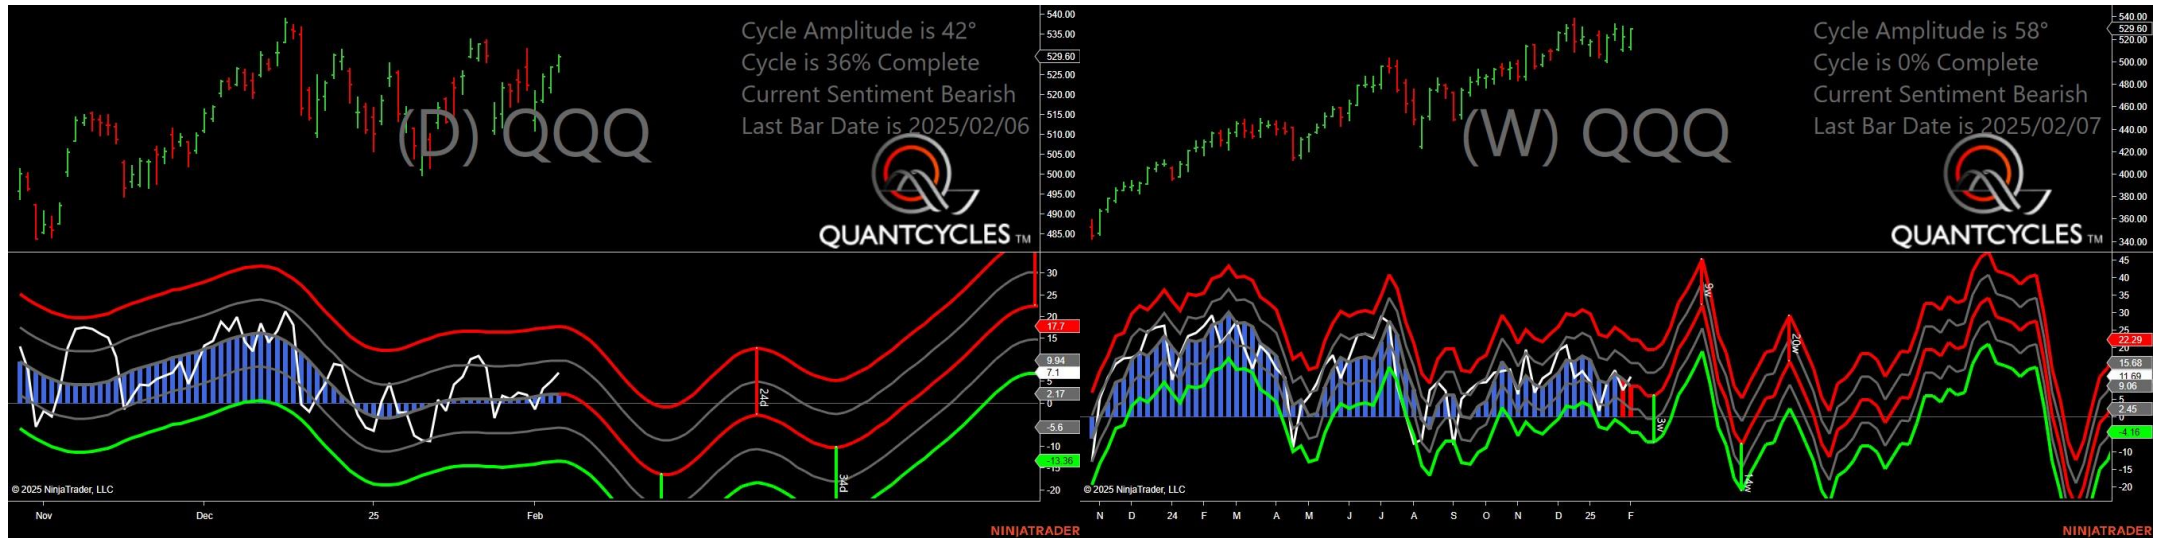 Cycle Amplitude is 42°
Cycle is 36% Complete
Current Sentiment Bearish
Last Bar Date is 2025/02/06
(D) QQQ
QUANTCYCLES TM
540.00
535.00
529.60
525.00
520.00
515.00
510.00
505.00
500.00
495.00
490.00
485.00
30
25
20
17.7
15
9.94
7.1
5
2.17
0
-5.6
-10
-13.36
-15
-20
24d
34d
© 2025 NinjaTrader, LLC
Nov
Dec
25
Feb
NINJATRADER
Cycle Amplitude is 58°
Cycle is 0% Complete
Current Sentiment Bearish
Last Bar Date is 2025/02/07
(W) QQQ
QUANTCYCLES TM
540.00
529.60
520.00
500.00
480.00
460.00
440.00
420.00
400.00
380.00
360.00
340.00
45
40
35
30
25
22.29
20
15.68
11.69
9.06
5
2.45
0
-4.16
-10
-15
-20
9w
20w
3w
14w
© 2025 NinjaTrader, LLC
N D 24 F M A M J J A S O N D 25 F
NINJATRADER